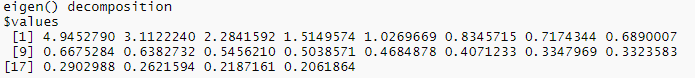 eigen() decomposition
$values
 [1] 4.9452790 3.1122240 2.2841592 1.5149574 1.0269669 0.8345715 0.7174344 0.6890007
 [9] 0.6675284 0.6382732 0.5456210 0.5038571 0.4684878 0.4071233 0.3347969 0.3323583
[17] 0.2902988 0.2621594 0.2187161 0.2061864